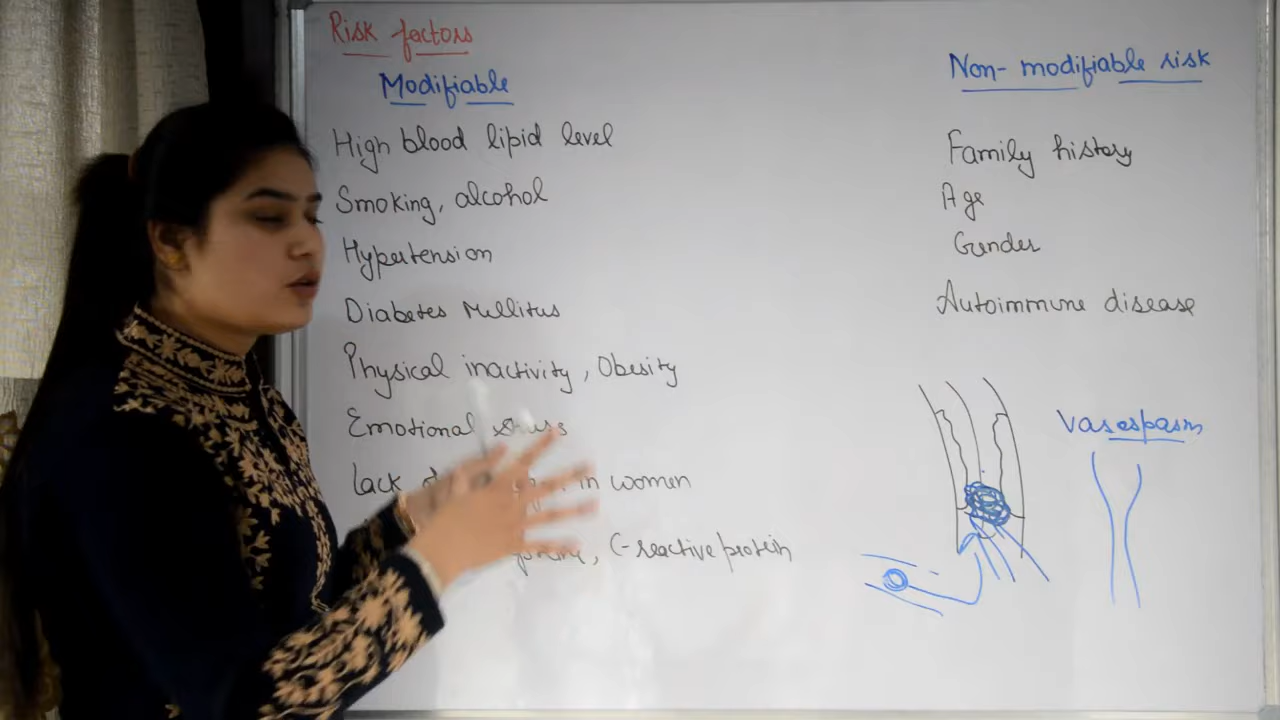 Risk factors
Modifiable
High blood lipid level
Smoking, alcohol
Hypertension
Diabetes Mellitus
Physical inactivity, Obesity
Emotional stress
Lack in women
C-reactive protein
Non-modifiable risk
Family history
Age
Gender
Autoimmune disease
Vasospasm